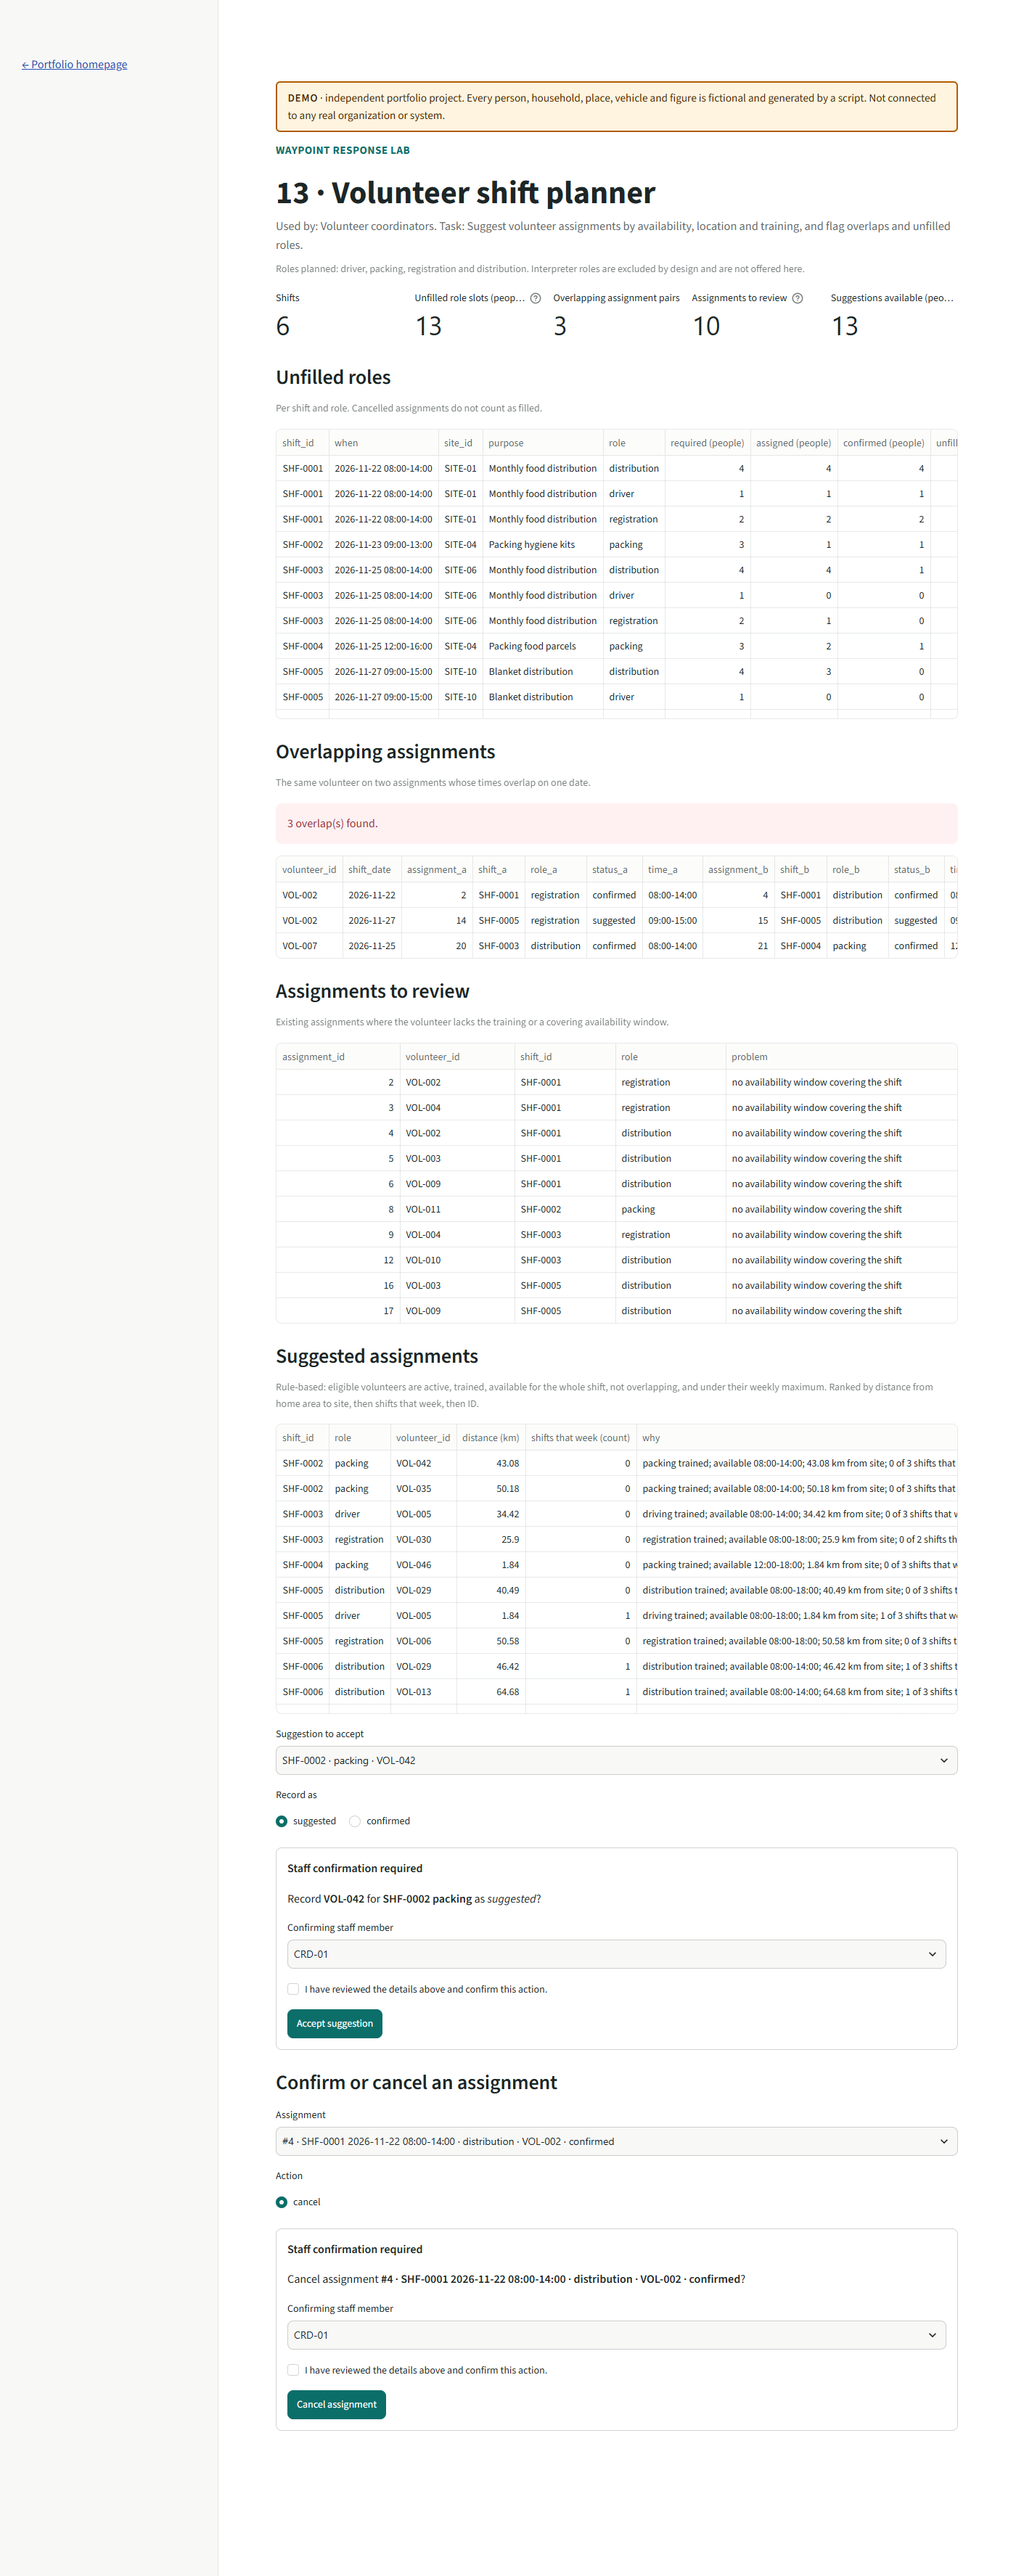 ← Portfolio homepage
DEMO · independent portfolio project. Every person, household, place, vehicle and figure is fictional and generated by a script. Not connected
to any real organization or system.
WAYPOINT RESPONSE LAB
13 · Volunteer shift planner
Used by: Volunteer coordinators. Task: Suggest volunteer assignments by availability, location and training, and flag overlaps and unfilled
roles.
Roles planned: driver, packing, registration and distribution. Interpreter roles are excluded by design and are not offered here.
Shifts Unfilled role slots (peop… Overlapping assignment pairs Assignments to review Suggestions available (peo…
6 13 3 10 13
Unfilled roles
Per shift and role. Cancelled assignments do not count as filled.
shift_id when site_id purpose role required (people) assigned (people) confirmed (people) unfill
SHF-0001 2026-11-22 08:00-14:00 SITE-01 Monthly food distribution distribution 4 4 4
SHF-0001 2026-11-22 08:00-14:00 SITE-01 Monthly food distribution driver 1 1 1
SHF-0001 2026-11-22 08:00-14:00 SITE-01 Monthly food distribution registration 2 2 2
SHF-0002 2026-11-23 09:00-13:00 SITE-04 Packing hygiene kits packing 3 1 1
SHF-0003 2026-11-25 08:00-14:00 SITE-06 Monthly food distribution distribution 4 4 1
SHF-0003 2026-11-25 08:00-14:00 SITE-06 Monthly food distribution driver 1 0 0
SHF-0003 2026-11-25 08:00-14:00 SITE-06 Monthly food distribution registration 2 1 0
SHF-0004 2026-11-25 12:00-16:00 SITE-04 Packing food parcels packing 3 2 1
SHF-0005 2026-11-27 09:00-15:00 SITE-10 Blanket distribution distribution 4 3 0
SHF-0005 2026-11-27 09:00-15:00 SITE-10 Blanket distribution driver 1 0 0
Overlapping assignments
The same volunteer on two assignments whose times overlap on one date.
3 overlap(s) found.
volunteer_id shift_date assignment_a shift_a role_a status_a time_a assignment_b shift_b role_b status_b
VOL-002 2026-11-22 2 SHF-0001 registration confirmed 08:00-14:00 4 SHF-0001 distribution confirmed
VOL-002 2026-11-27 14 SHF-0005 registration suggested 09:00-15:00 15 SHF-0005 distribution suggested
VOL-007 2026-11-25 20 SHF-0003 distribution confirmed 08:00-14:00 21 SHF-0004 packing confirmed
Assignments to review
Existing assignments where the volunteer lacks the training or a covering availability window.
assignment_id volunteer_id shift_id role problem
2 VOL-002 SHF-0001 registration no availability window covering the shift
3 VOL-004 SHF-0001 registration no availability window covering the shift
4 VOL-002 SHF-0001 distribution no availability window covering the shift
5 VOL-003 SHF-0001 distribution no availability window covering the shift
6 VOL-009 SHF-0001 distribution no availability window covering the shift
8 VOL-011 SHF-0002 packing no availability window covering the shift
9 VOL-004 SHF-0003 registration no availability window covering the shift
12 VOL-010 SHF-0003 distribution no availability window covering the shift
16 VOL-003 SHF-0005 distribution no availability window covering the shift
17 VOL-009 SHF-0005 distribution no availability window covering the shift
Suggested assignments
Rule-based: eligible volunteers are active, trained, available for the whole shift, not overlapping, and under their weekly maximum. Ranked by distance from
home area to site, then shifts that week, then ID.
shift_id role volunteer_id distance (km) shifts that week (count) why
SHF-0002 packing VOL-042 43.08 0 packing trained; available 08:00-14:00; 43.08 km from site; 0 of 3 shifts that
SHF-0002 packing VOL-035 50.18 0 packing trained; available 08:00-14:00; 50.18 km from site; 0 of 3 shifts that
SHF-0003 driver VOL-005 34.42 0 driving trained; available 08:00-14:00; 34.42 km from site; 0 of 3 shifts that w
SHF-0003 registration VOL-030 25.9 0 registration trained; available 08:00-18:00; 25.9 km from site; 0 of 2 shifts th
SHF-0004 packing VOL-046 1.84 0 packing trained; available 12:00-18:00; 1.84 km from site; 0 of 3 shifts that w
SHF-0005 distribution VOL-029 40.49 0 distribution trained; available 08:00-18:00; 40.49 km from site; 0 of 3 shifts t
SHF-0005 driver VOL-005 1.84 1 driving trained; available 08:00-18:00; 1.84 km from site; 1 of 3 shifts that we
SHF-0005 registration VOL-006 50.58 0 registration trained; available 08:00-18:00; 50.58 km from site; 0 of 3 shifts t
SHF-0006 distribution VOL-029 46.42 1 distribution trained; available 08:00-14:00; 46.42 km from site; 1 of 3 shifts t
SHF-0006 distribution VOL-013 64.68 1 distribution trained; available 08:00-14:00; 64.68 km from site; 1 of 3 shifts t
Suggestion to accept
SHF-0002 · packing · VOL-042
Record as
suggested confirmed
Staff confirmation required
Record VOL-042 for SHF-0002 packing as suggested?
Confirming staff member
CRD-01
I have reviewed the details above and confirm this action.
Accept suggestion
Confirm or cancel an assignment
Assignment
#4 · SHF-0001 2026-11-22 08:00-14:00 · distribution · VOL-002 · confirmed
Action
cancel
Staff confirmation required
Cancel assignment #4 · SHF-0001 2026-11-22 08:00-14:00 · distribution · VOL-002 · confirmed?
Confirming staff member
CRD-01
I have reviewed the details above and confirm this action.
Cancel assignment